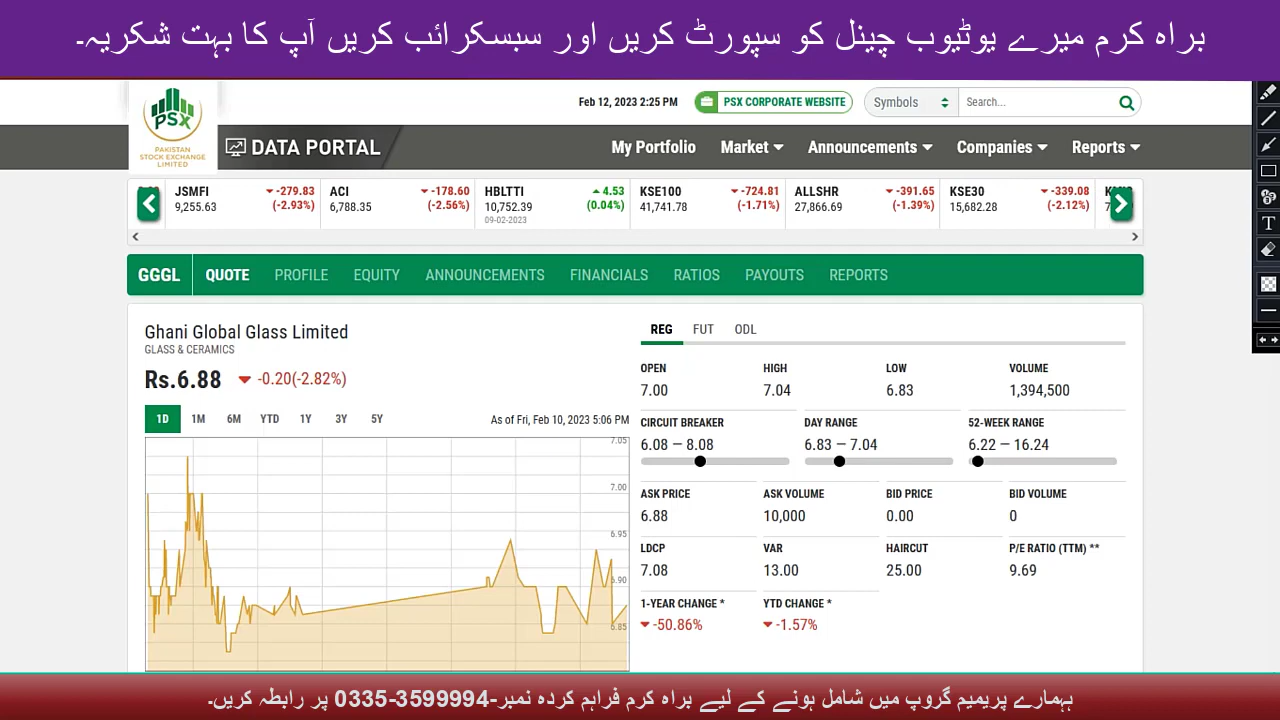 براہ کرم میرے یوٹیوب چینل کو سپورٹ کریں اور سبسکرائب کریں آپ کا بہت شکریہ۔
Feb 12, 2023 2:25 PM
PSX CORPORATE WEBSITE
Symbols
Search...
PSX
PAKISTAN
STOCK EXCHANGE
LIMITED
DATA PORTAL
My Portfolio
Market
Announcements
Companies
Reports
JSMFI -279.83
9,255.63 (-2.93%)
ACI -178.60
6,788.35 (-2.56%)
HBLTTI 4.53
10,752.39 (0.04%)
09-02-2023
KSE100 -724.81
41,741.78 (-1.71%)
ALLSHR -391.65
27,866.69 (-1.39%)
KSE30 -339.08
15,682.28 (-2.12%)
GGGL QUOTE PROFILE EQUITY ANNOUNCEMENTS FINANCIALS RATIOS PAYOUTS REPORTS
Ghani Global Glass Limited
GLASS & CERAMICS
Rs.6.88 -0.20(-2.82%)
1D 1M 6M YTD 1Y 3Y 5Y
As of Fri, Feb 10, 2023 5:06 PM
7.05
7.00
6.95
6.90
6.85
REG FUT ODL
OPEN HIGH LOW VOLUME
7.00 7.04 6.83 1,394,500
CIRCUIT BREAKER DAY RANGE 52-WEEK RANGE
6.08 — 8.08 6.83 — 7.04 6.22 — 16.24
ASK PRICE ASK VOLUME BID PRICE BID VOLUME
6.88 10,000 0.00 0
LDCP VAR HAIRCUT P/E RATIO (TTM) **
7.08 13.00 25.00 9.69
1-YEAR CHANGE * YTD CHANGE *
-50.86% -1.57%
ہمارے پریمیم گروپ میں شامل ہونے کے لیے براہ کرم فراہم کردہ نمبر-0335-3599994 پر رابطہ کریں۔